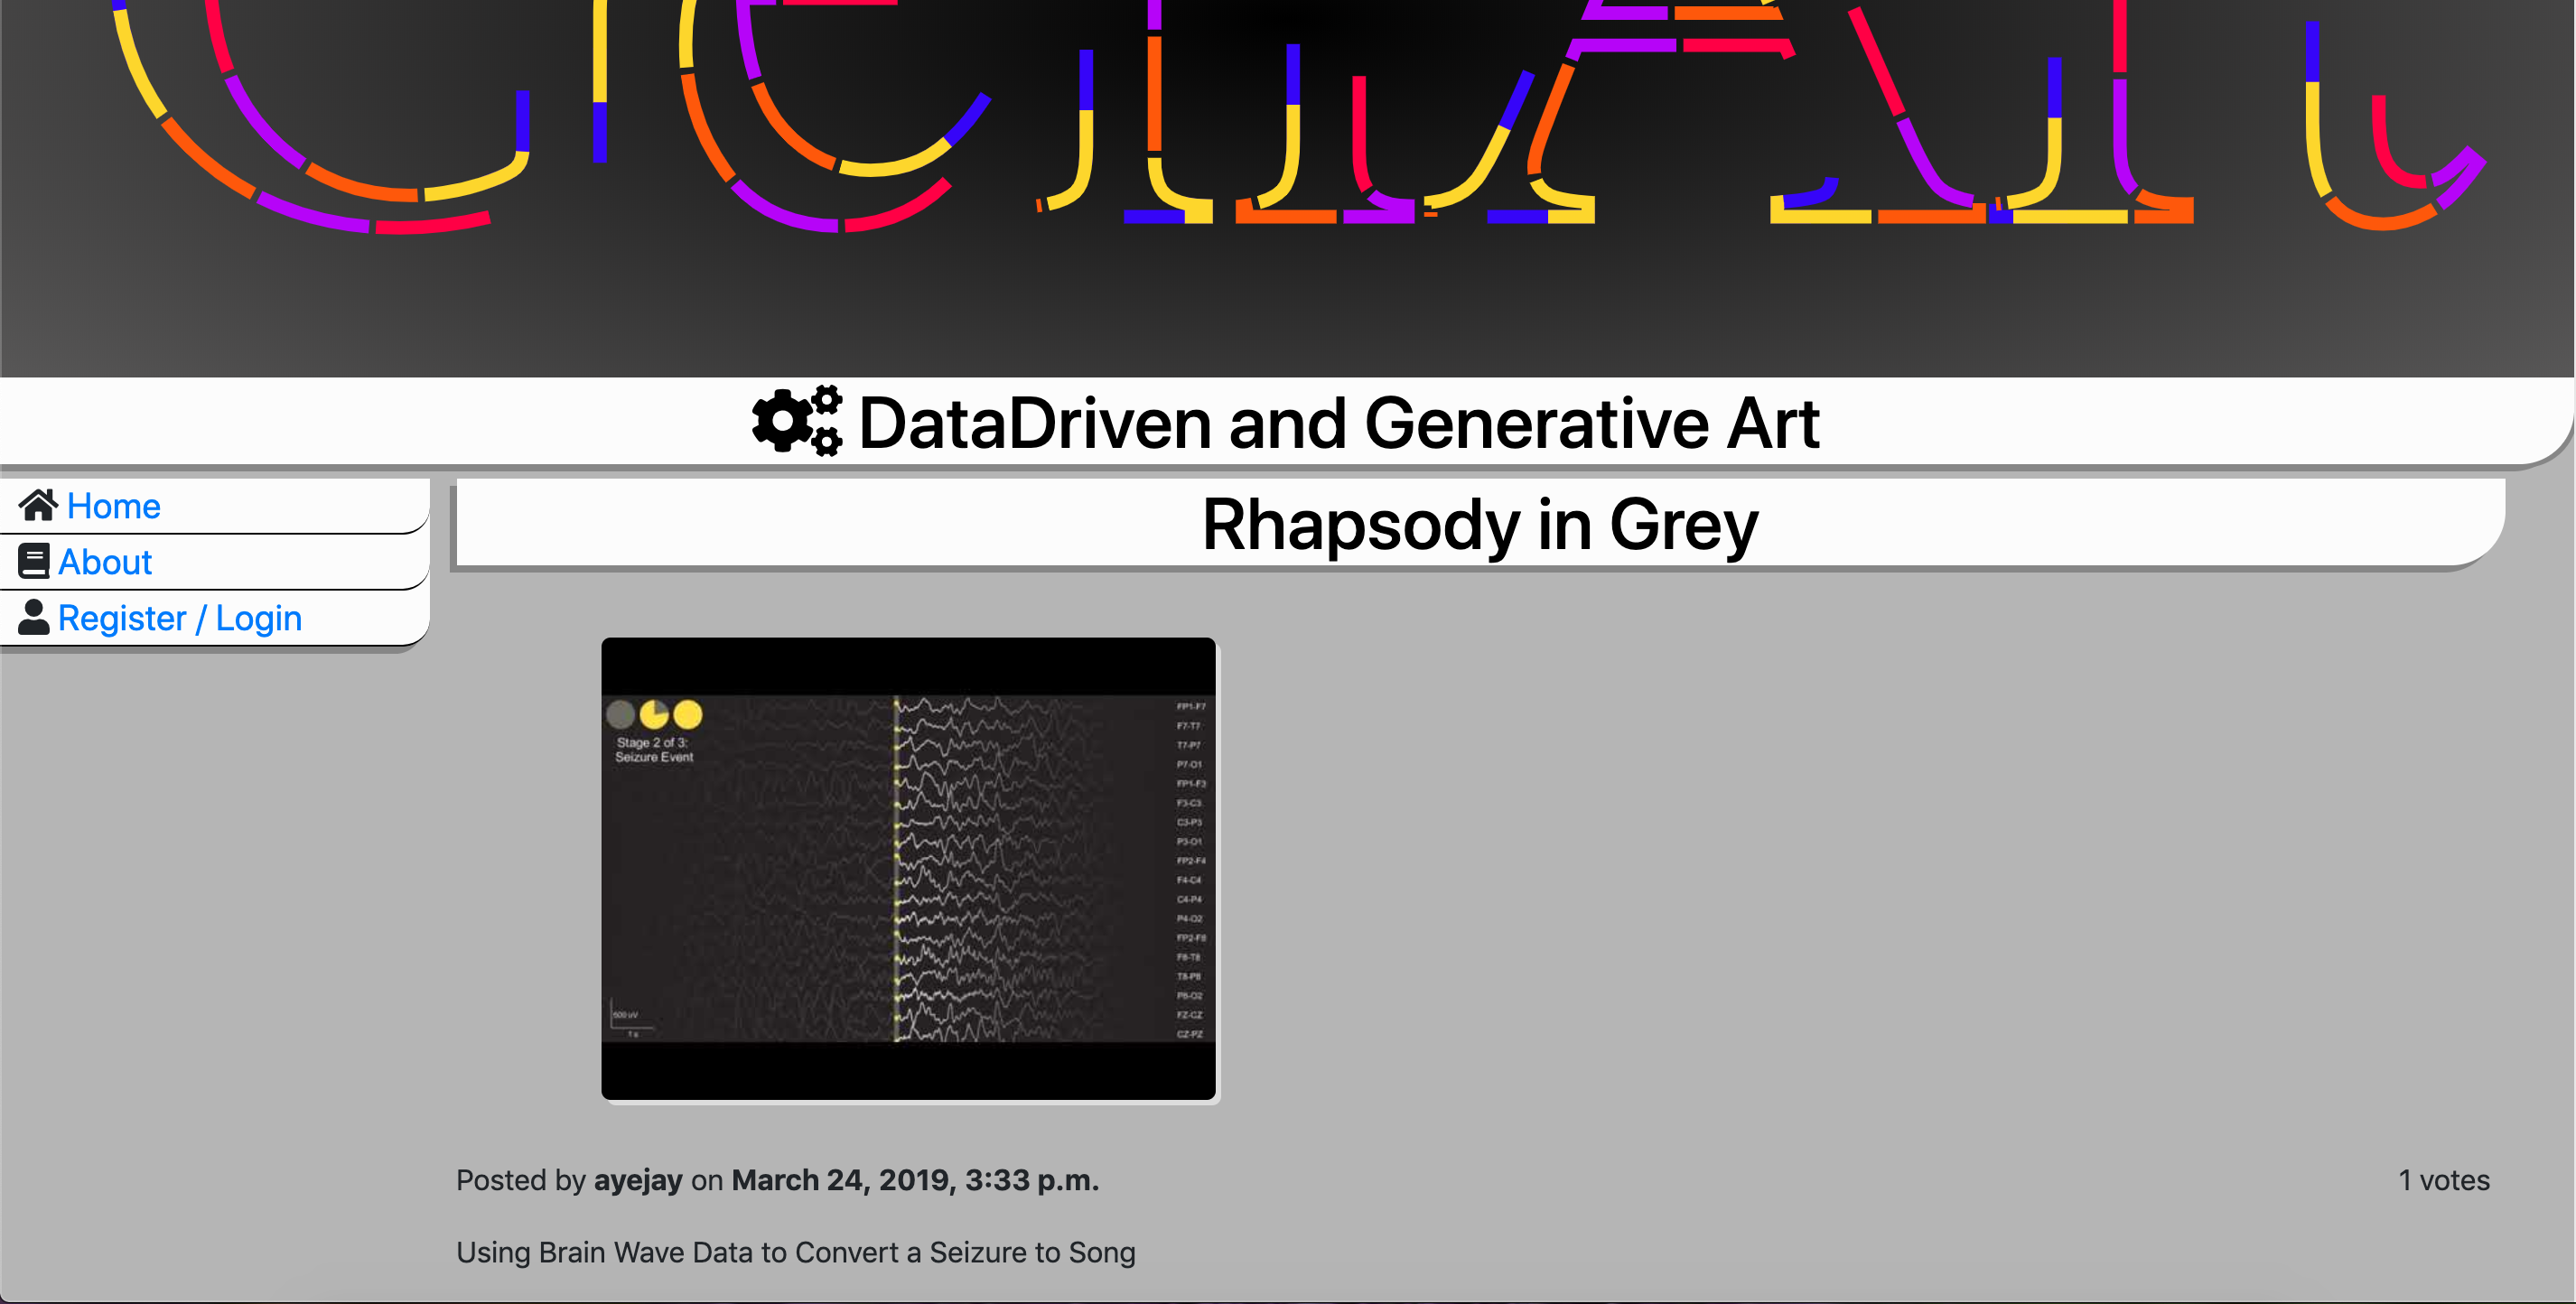 DataDriven and Generative Art
Home
About
Register / Login
Rhapsody in Grey
Stage 2 of 3:
Seizure Event
FP1-F7
F7-T7
T7-P7
P7-O1
FP1-F3
F3-C3
C3-P3
P3-O1
FP2-F4
F4-C4
C4-P4
P4-O2
FP2-F8
F8-T8
T8-P8
P8-O2
FZ-CZ
CZ-PZ
500 uV
1 s
Posted by ayejay on March 24, 2019, 3:33 p.m.
1 votes
Using Brain Wave Data to Convert a Seizure to Song